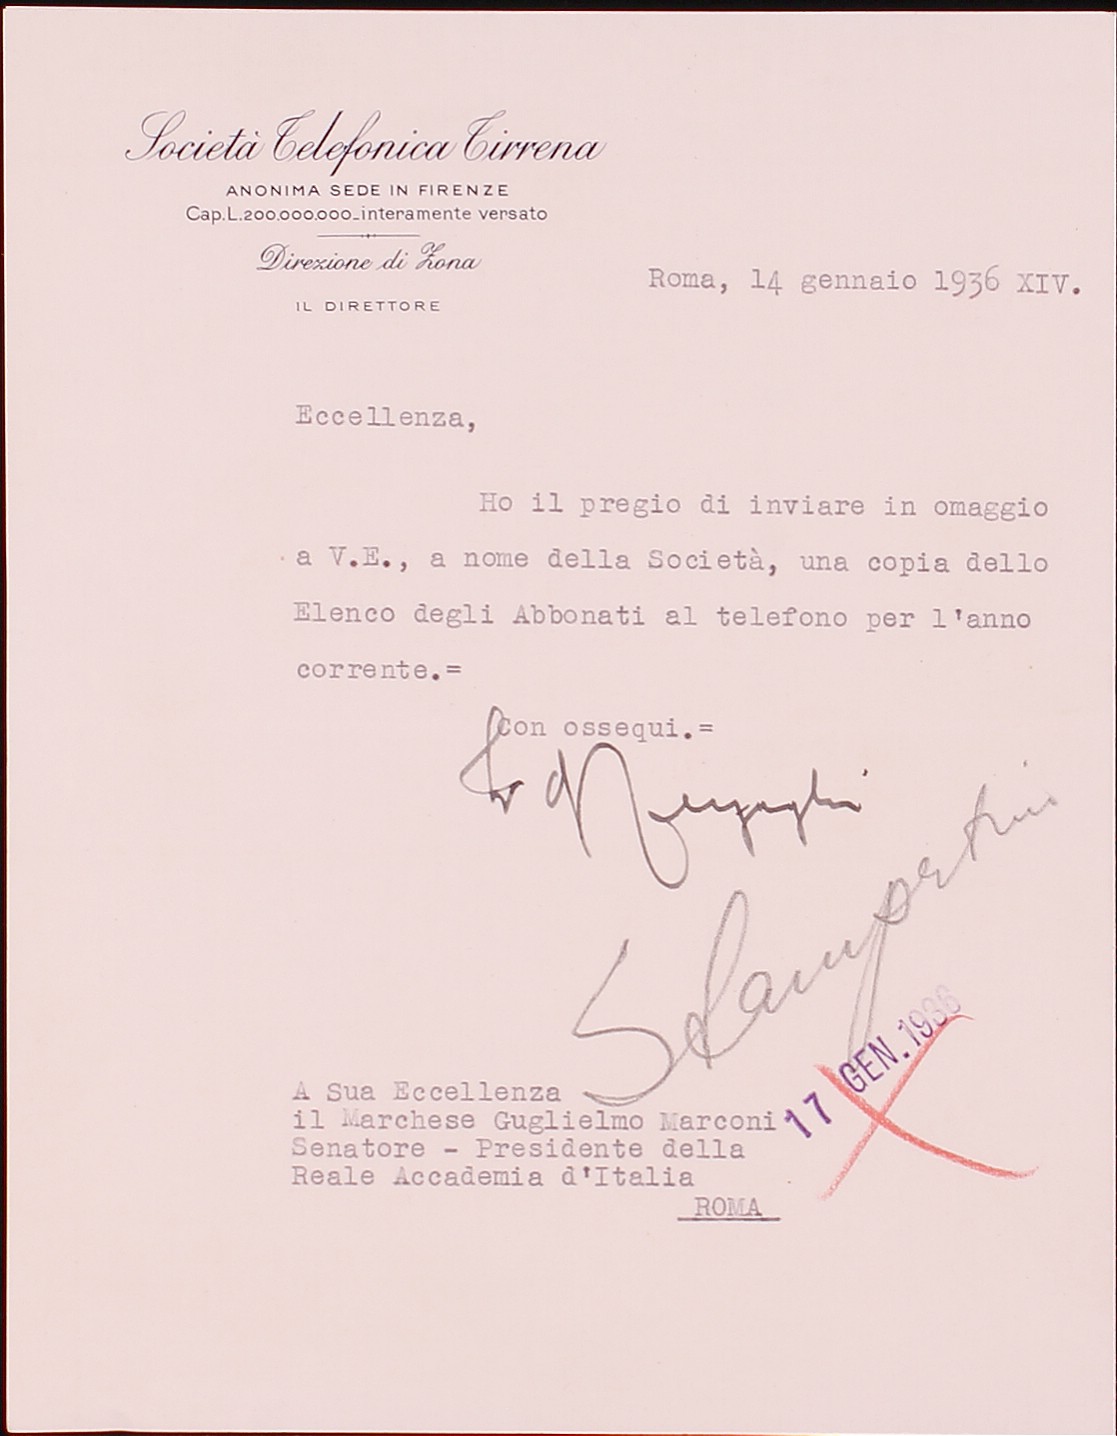 Società Telefonica Tirrena
ANONIMA SEDE IN FIRENZE
Cap.L.200.000.000_interamente versato
Direzione di Zona
IL DIRETTORE
Roma, 14 gennaio 1936 XIV.
Eccellenza,
Ho il pregio di inviare in omaggio
a V.E., a nome della Società, una copia dello
Elenco degli Abbonati al telefono per l'anno
corrente.=
Con ossequi.=
17 GEN. 1936
A Sua Eccellenza
il Marchese Guglielmo Marconi
Senatore - Presidente della
Reale Accademia d'Italia
ROMA